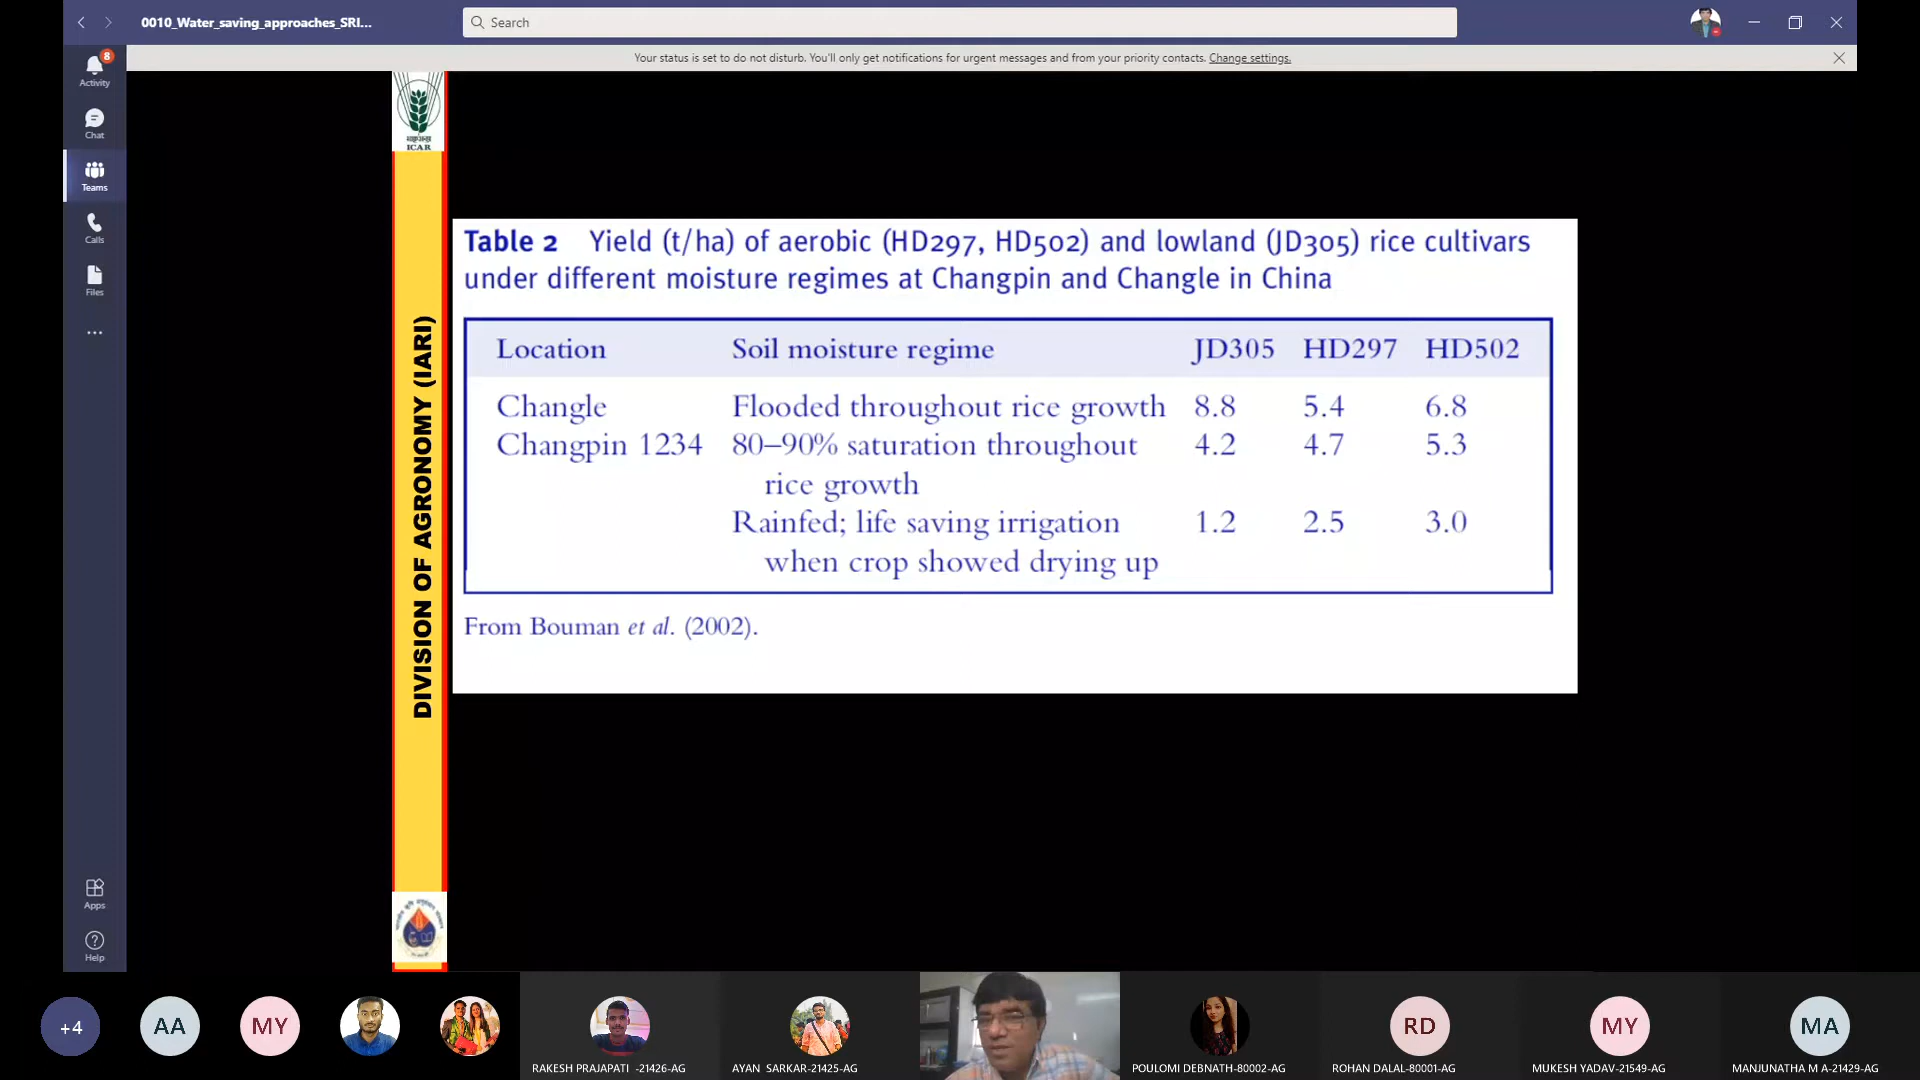 0010_Water_saving_approaches_SRI...
Search
Your status is set to do not disturb. You'll only get notifications for urgent messages and from your priority contacts. Change settings.
8
Activity
Chat
Teams
Calls
Files
Apps
Help
ICAR
DIVISION OF AGRONOMY (IARI)
Table 2 Yield (t/ha) of aerobic (HD297, HD502) and lowland (JD305) rice cultivars
under different moisture regimes at Changpin and Changle in China
Location Soil moisture regime JD305 HD297 HD502
Changle Flooded throughout rice growth 8.8 5.4 6.8
Changpin 1234 80–90% saturation throughout 4.2 4.7 5.3
rice growth
Rainfed; life saving irrigation 1.2 2.5 3.0
when crop showed drying up
From Bouman et al. (2002).
+4
AA
MY
RAKESH PRAJAPATI -21426-AG
AYAN SARKAR-21425-AG
POULOMI DEBNATH-80002-AG
RD
ROHAN DALAL-80001-AG
MY
MUKESH YADAV-21549-AG
MA
MANJUNATHA M A-21429-AG